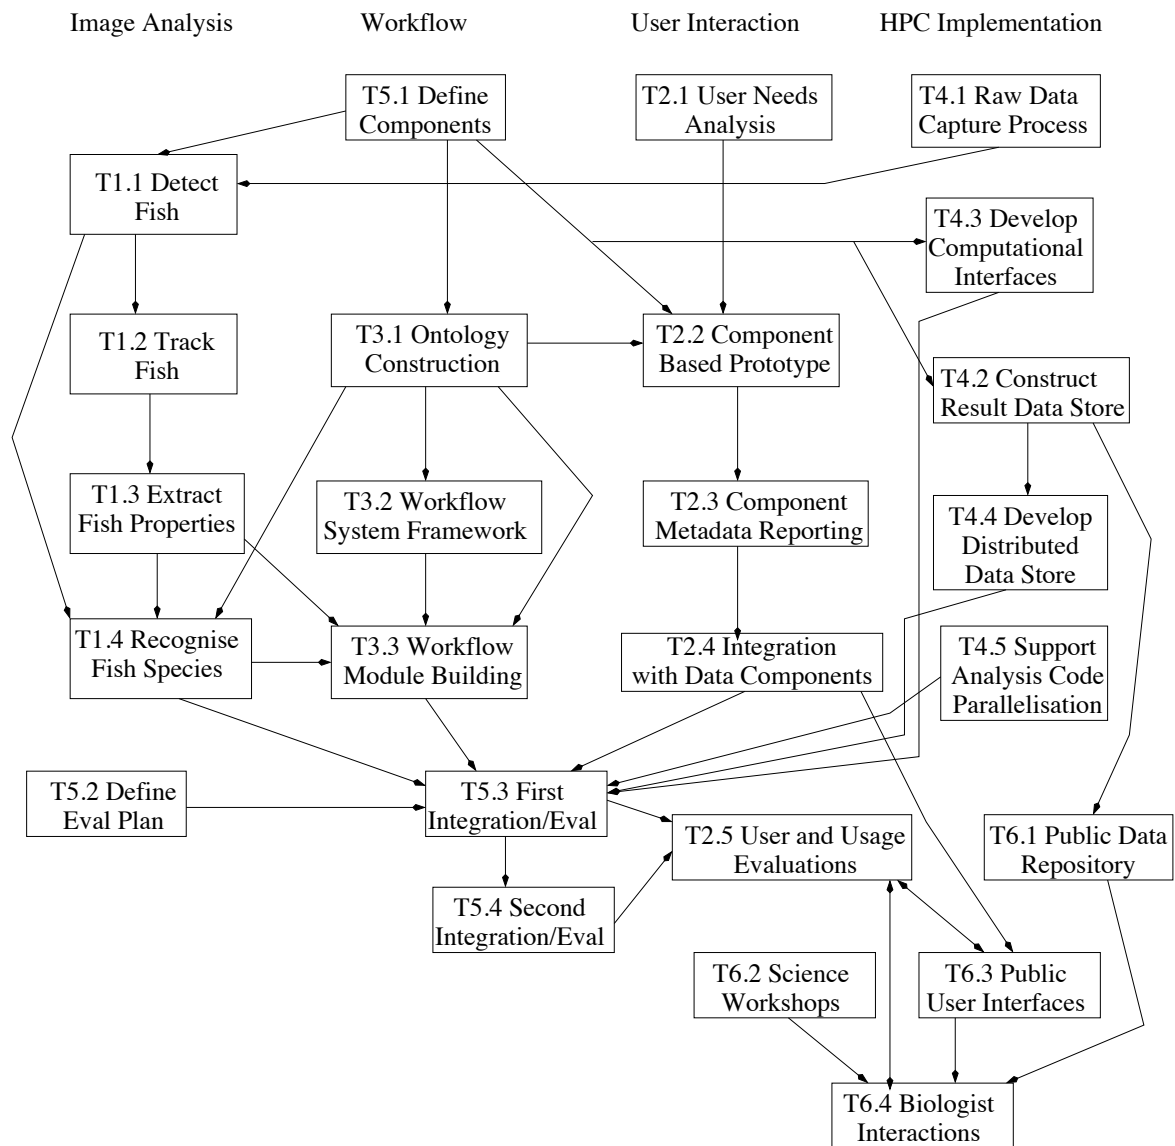 Image Analysis
Workflow
User Interaction
HPC Implementation
T5.1 Define
Components
T2.1 User Needs
Analysis
T4.1 Raw Data
Capture Process
T1.1 Detect
Fish
T4.3 Develop
Computational
Interfaces
T1.2 Track
Fish
T3.1 Ontology
Construction
T2.2 Component
Based Prototype
T4.2 Construct
Result Data Store
T1.3 Extract
Fish Properties
T3.2 Workflow
System Framework
T2.3 Component
Metadata Reporting
T4.4 Develop
Distributed
Data Store
T1.4 Recognise
Fish Species
T3.3 Workflow
Module Building
T2.4 Integration
with Data Components
T4.5 Support
Analysis Code
Parallelisation
T5.2 Define
Eval Plan
T5.3 First
Integration/Eval
T2.5 User and Usage
Evaluations
T6.1 Public Data
Repository
T5.4 Second
Integration/Eval
T6.2 Science
Workshops
T6.3 Public
User Interfaces
T6.4 Biologist
Interactions